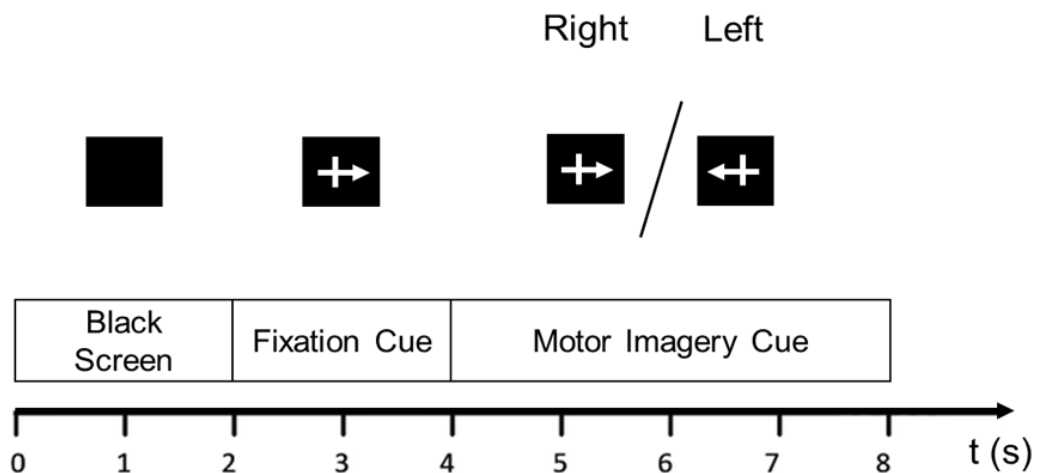 Right Left
Black
Screen
Fixation Cue
Motor Imagery Cue
0 1 2 3 4 5 6 7 8 t (s)